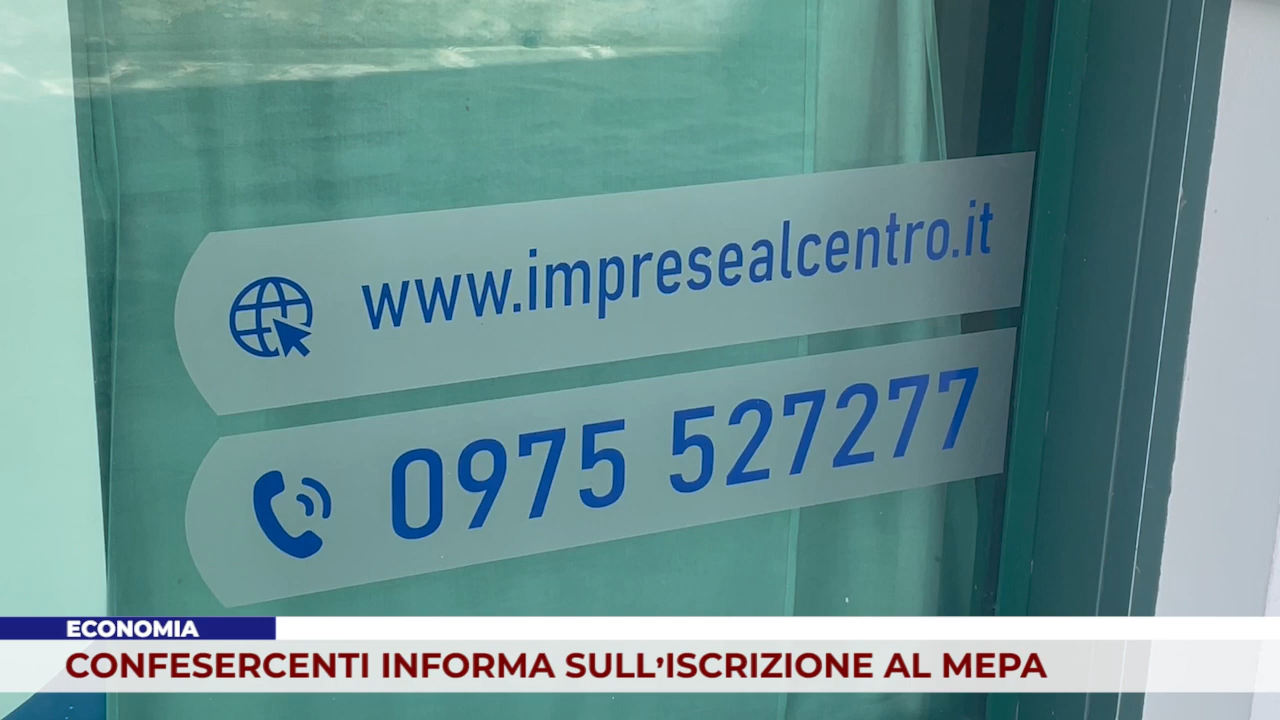 www.impresealcentro.it
0975 527277
ECONOMIA
CONFESERCENTI INFORMA SULL’ISCRIZIONE AL MEPA